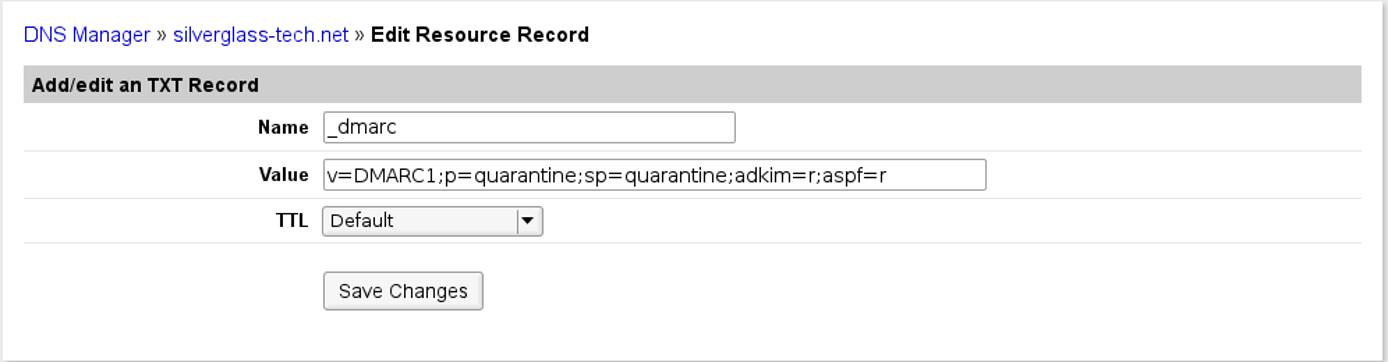 DNS Manager » silverglass-tech.net » Edit Resource Record
Add/edit an TXT Record
Name _dmarc
Value v=DMARC1;p=quarantine;sp=quarantine;adkim=r;aspf=r
TTL Default
Save Changes